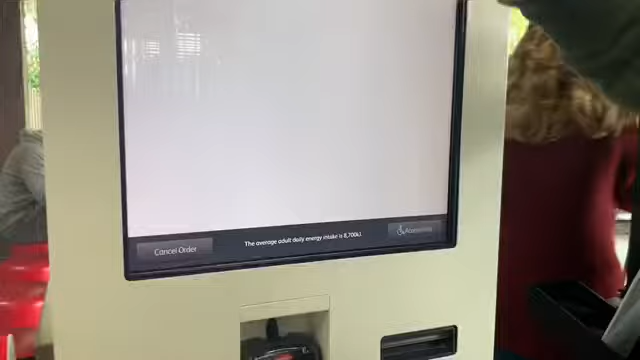 Cancel Order
The average adult daily energy intake is 8,700kJ
Accessibility